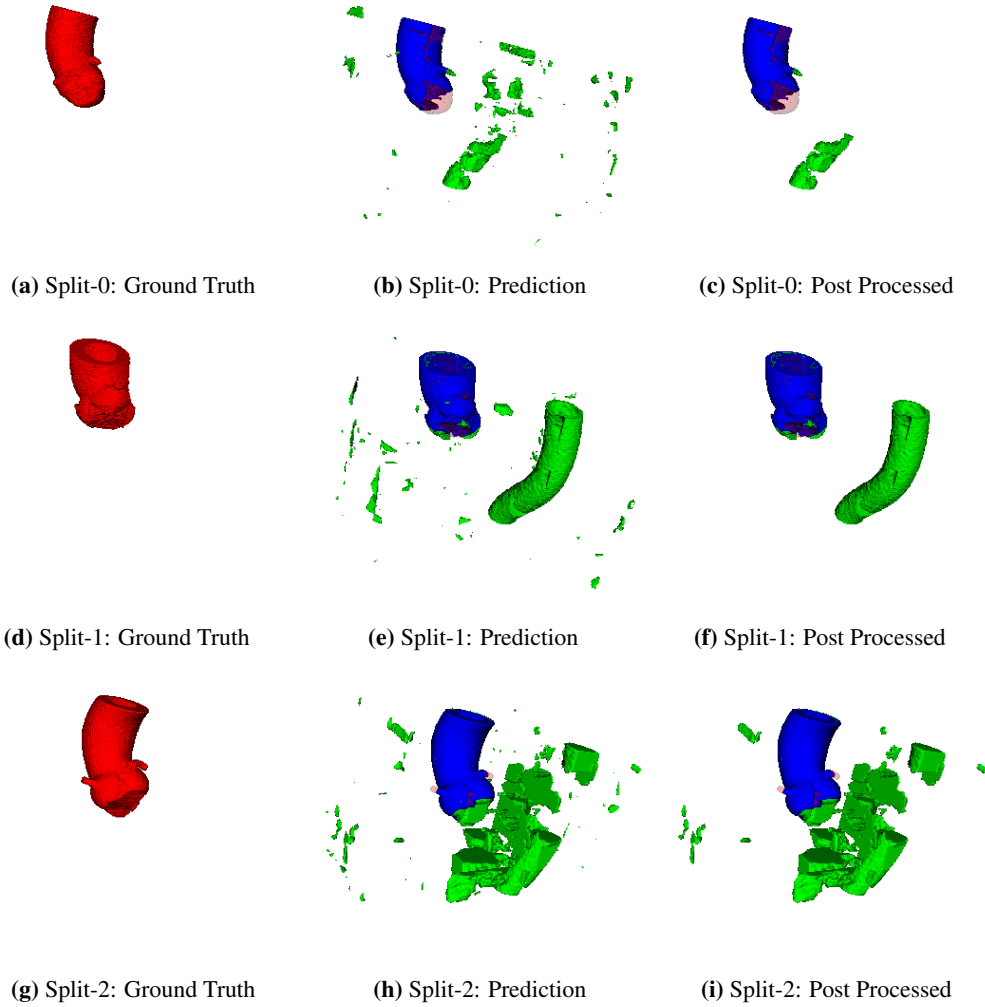 (a) Split-0: Ground Truth
(b) Split-0: Prediction
(c) Split-0: Post Processed
(d) Split-1: Ground Truth
(e) Split-1: Prediction
(f) Split-1: Post Processed
(g) Split-2: Ground Truth
(h) Split-2: Prediction
(i) Split-2: Post Processed